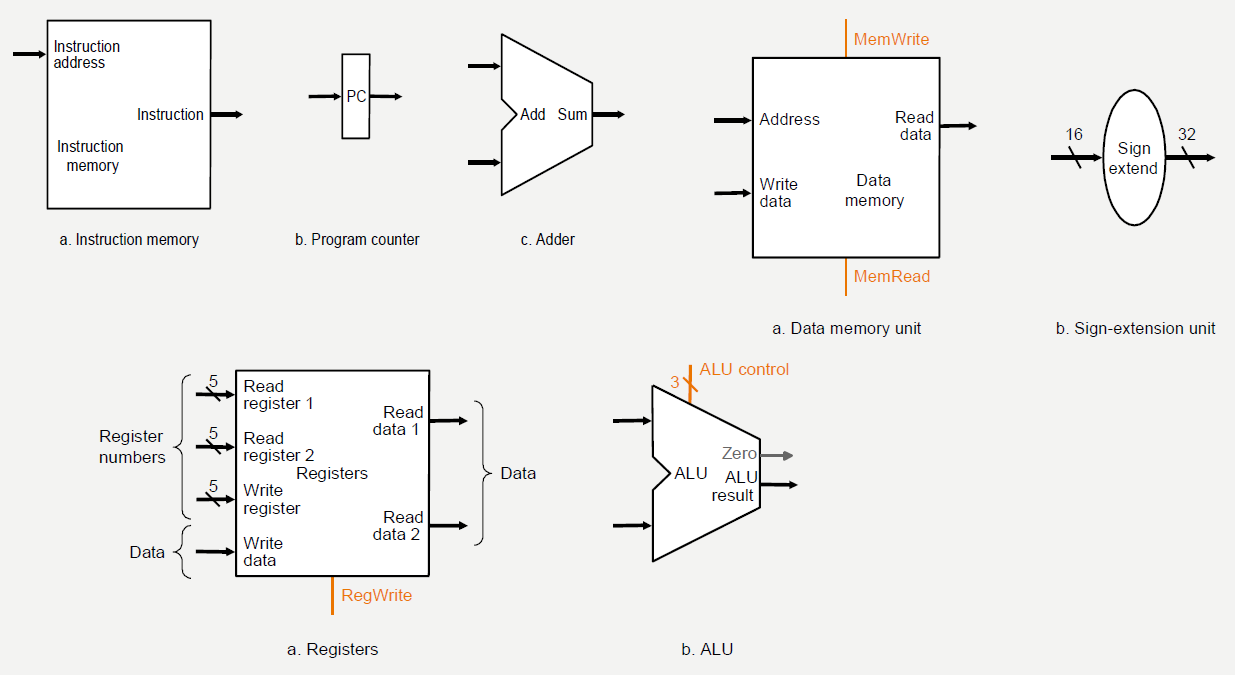 Instruction
address
Instruction
Instruction
memory
a. Instruction memory
PC
b. Program counter
Add Sum
c. Adder
MemWrite
Address
Read
data
Write
data
Data
memory
MemRead
a. Data memory unit
16
Sign
extend
32
b. Sign-extension unit
Register
numbers
Data
5
5
5
Read
register 1
Read
register 2
Registers
Write
register
Write
data
Read
data 1
Read
data 2
Data
RegWrite
a. Registers
3
ALU control
Zero
ALU
ALU
result
b. ALU